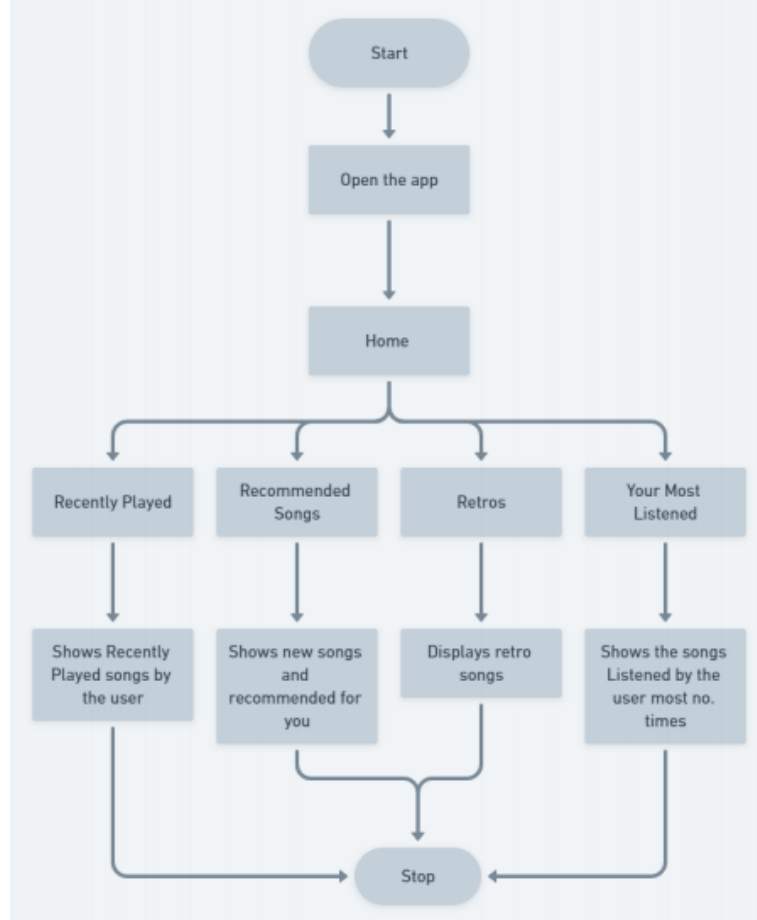 Start
Open the app
Home
Recently Played
Recommended
Songs
Retros
Your Most
Listened
Shows Recently
Played songs by
the user
Shows new songs
and
recommended for
you
Displays retro
songs
Shows the songs
Listened by the
user most no.
times
Stop